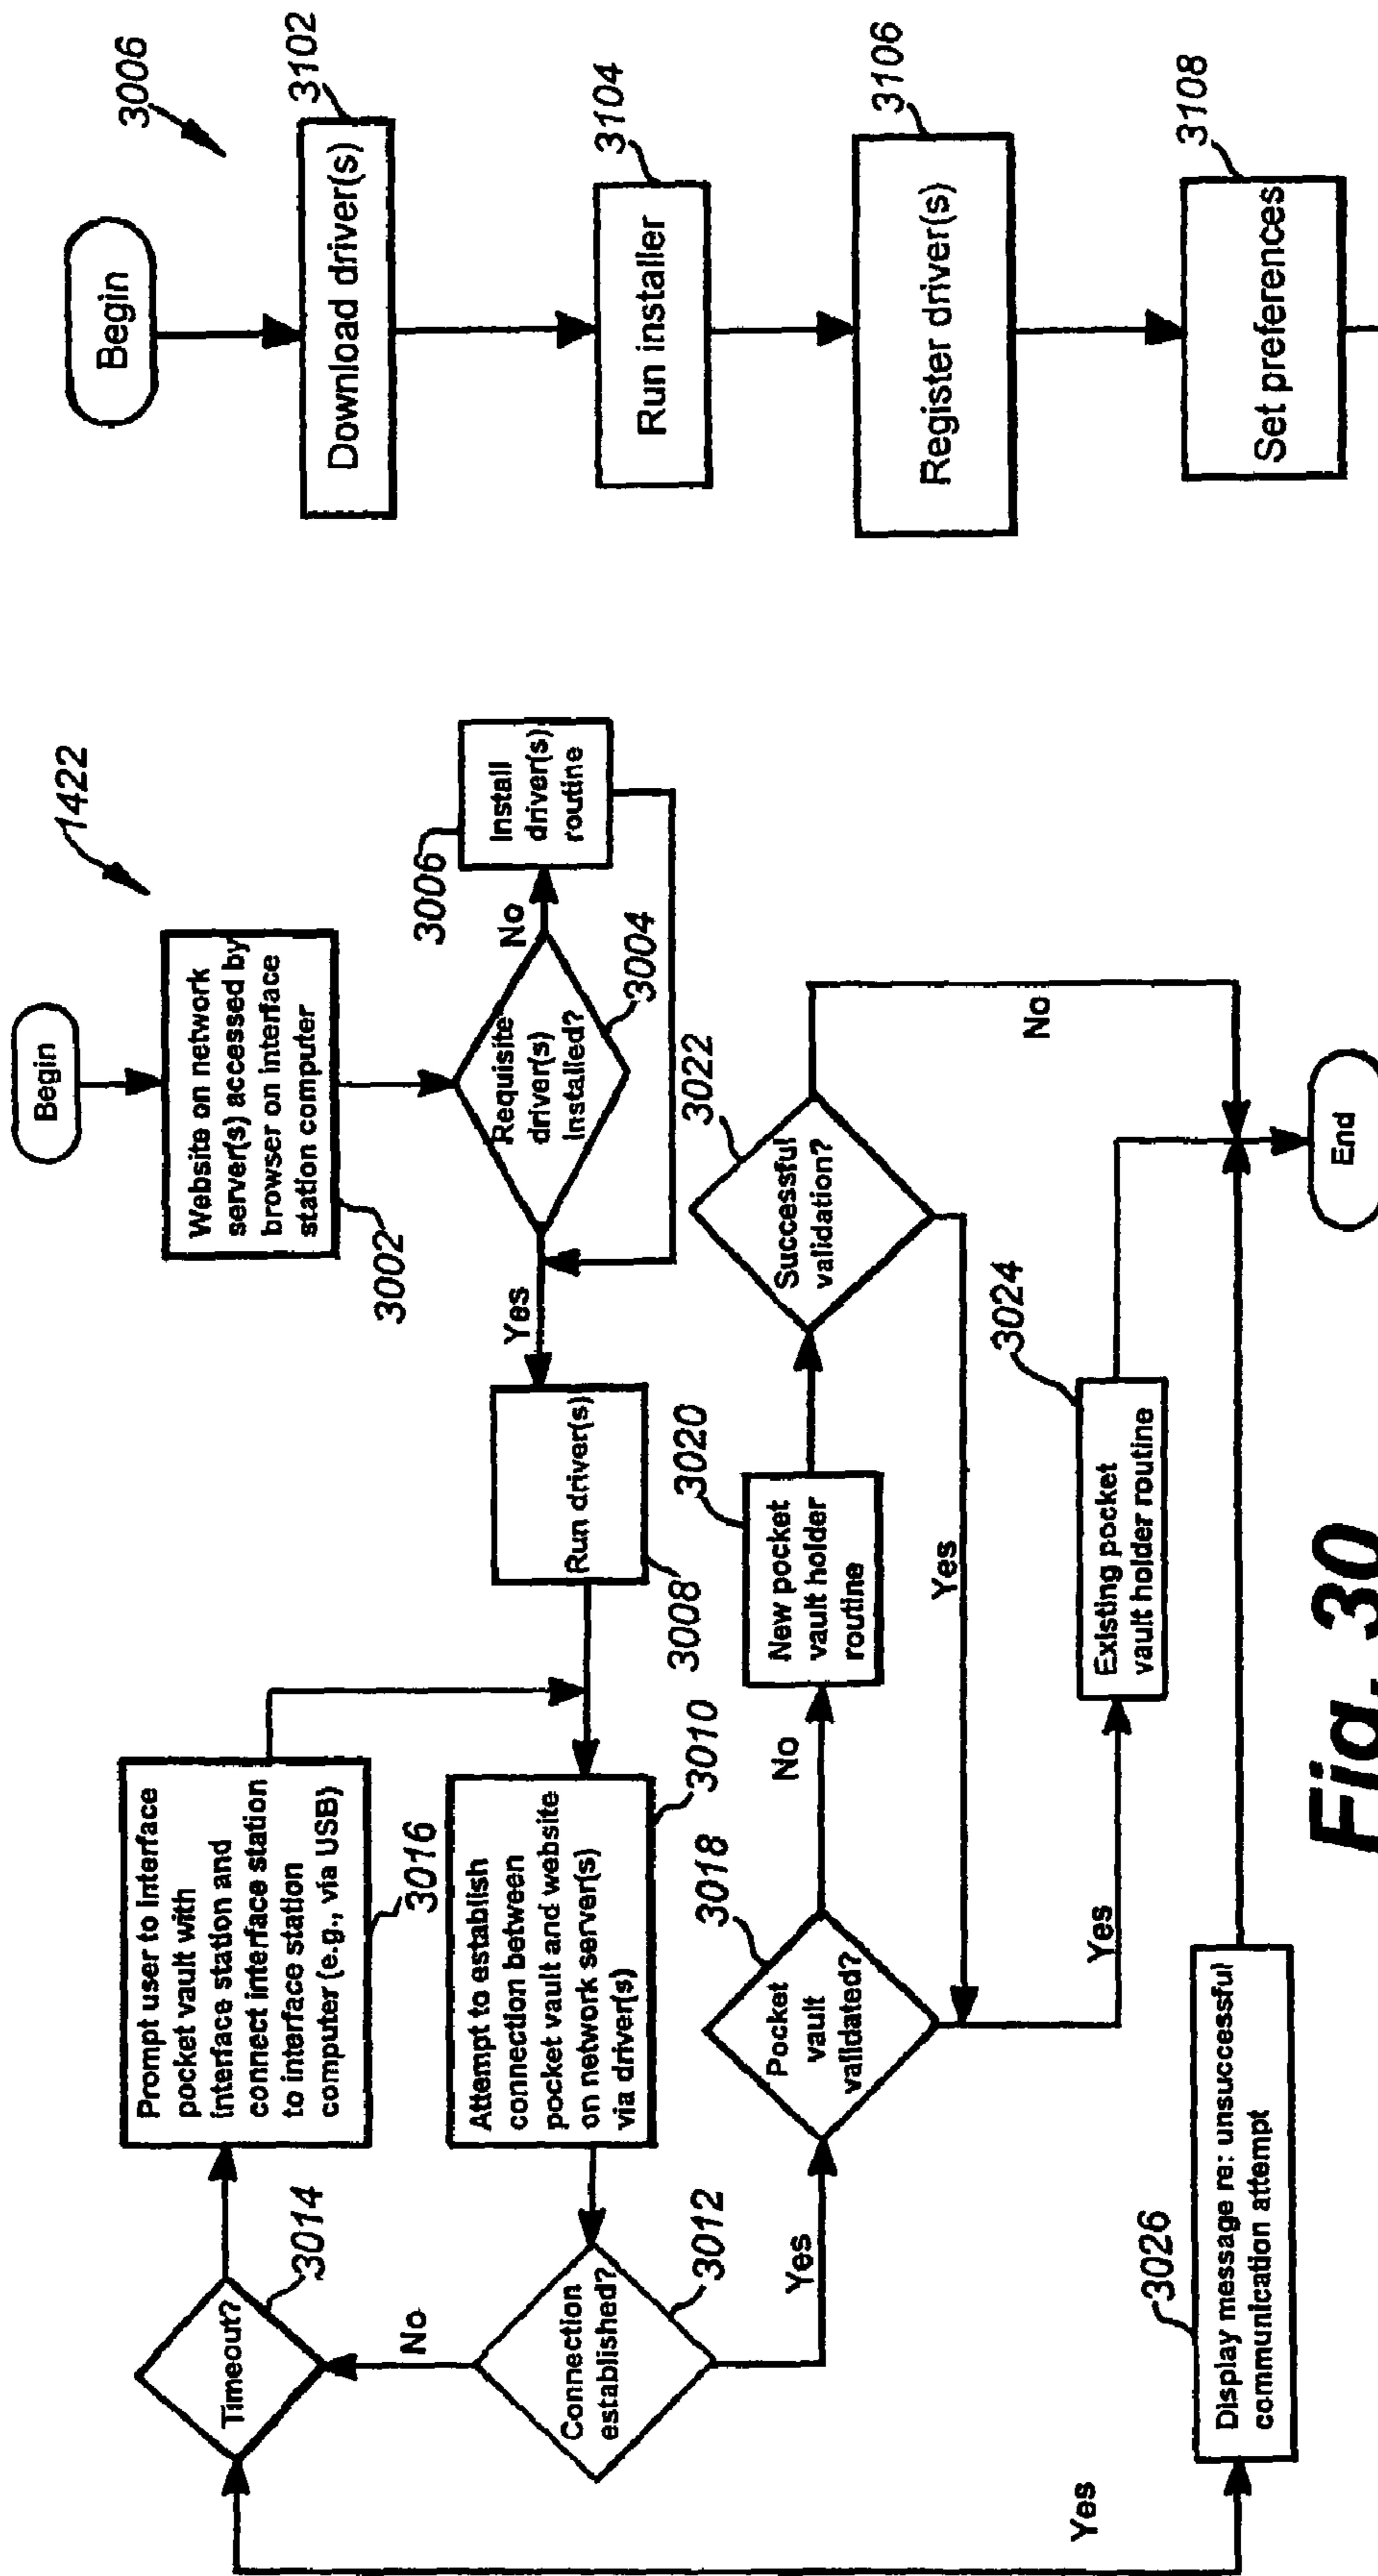 Begin
1422
Website on network
server(s) accessed by
browser on interface
station computer
3002
Requisite
driver(s)
Installed?
3004
No
3006
Install
driver(s)
routine
Yes
Run driver(s)
3008
Prompt user to interface
pocket vault with
interface station and
connect interface station
to interface station
computer (e.g., via USB)
3016
Attempt to establish
connection between
pocket vault and website
on network server(s)
via driver(s)
3010
Timeout?
3014
No
Connection
established?
3012
Yes
Pocket
vault
validated?
3018
No
New pocket
vault holder
routine
3020
Successful
validation?
3022
No
Yes
Yes
Existing pocket
vault holder routine
3024
Yes
Display message re: unsuccessful
communication attempt
3026
End
Fig. 30
Begin
3006
Download driver(s)
3102
Run installer
3104
Register driver(s)
3106
Set preferences
3108